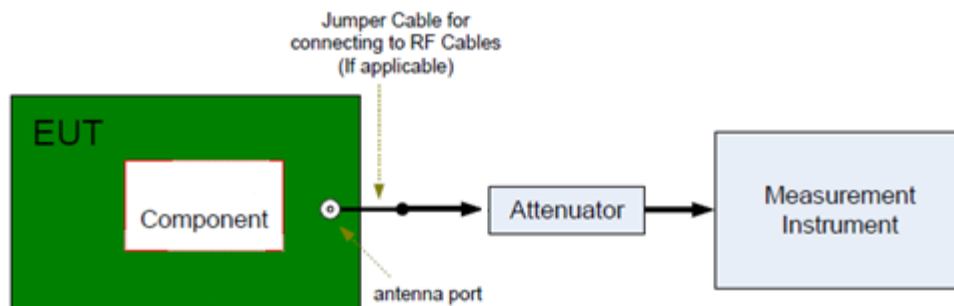 Jumper Cable for
connecting to RF Cables
(If applicable)
EUT
Component
Attenuator
Measurement
Instrument
antenna port